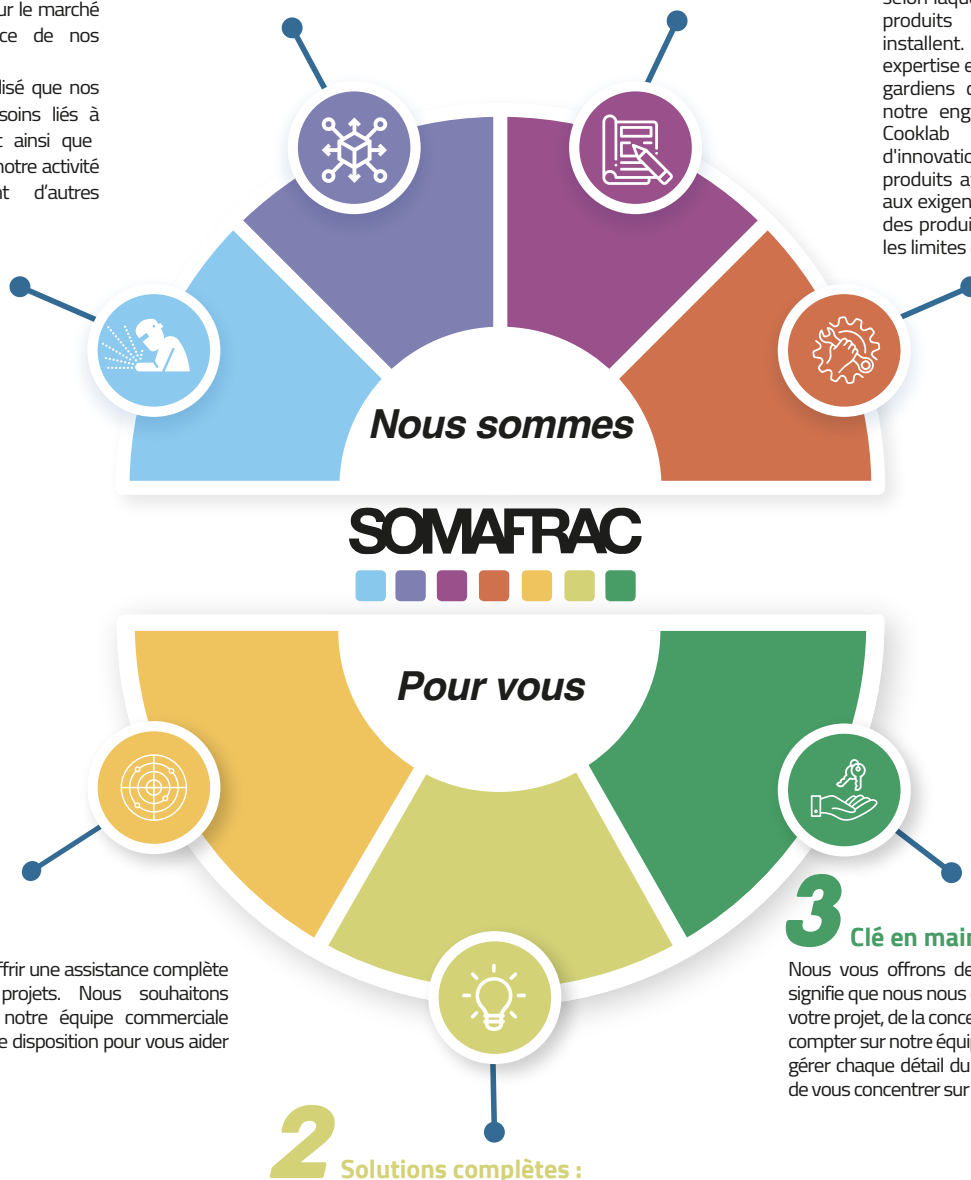 ur le marché
ce de nos
lisé que nos
soins liés à
t ainsi que
notre activité
nt d’autres
produits
installent.
expertise e
gardiens d
notre eng
Cooklab
d'innovatio
produits a
aux exigen
des produi
les limites
Nous sommes
SOMAFRAC
Pour vous
ffrir une assistance complète
projets. Nous souhaitons
notre équipe commerciale
e disposition pour vous aider
3 Clé en main
Nous vous offrons de
signifie que nous nous
votre projet, de la conce
compter sur notre équip
gérer chaque détail du
de vous concentrer sur
2 Solutions complètes :